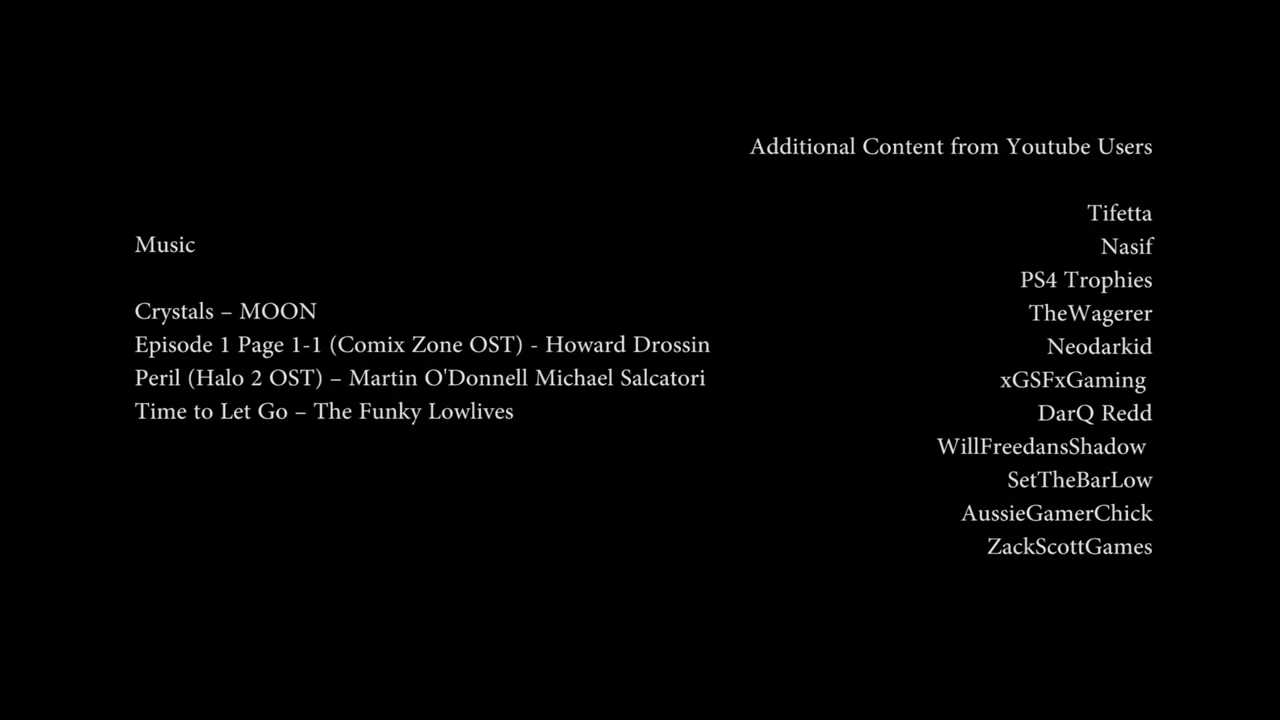 Music
Crystals – MOON
Episode 1 Page 1-1 (Comix Zone OST) - Howard Drossin
Peril (Halo 2 OST) – Martin O'Donnell Michael Salcatori
Time to Let Go – The Funky Lowlives
Additional Content from Youtube Users
Tifetta
Nasif
PS4 Trophies
TheWagerer
Neodarkid
xGSFxGaming
DarQ Redd
WillFreedansShadow
SetTheBarLow
AussieGamerChick
ZackScottGames